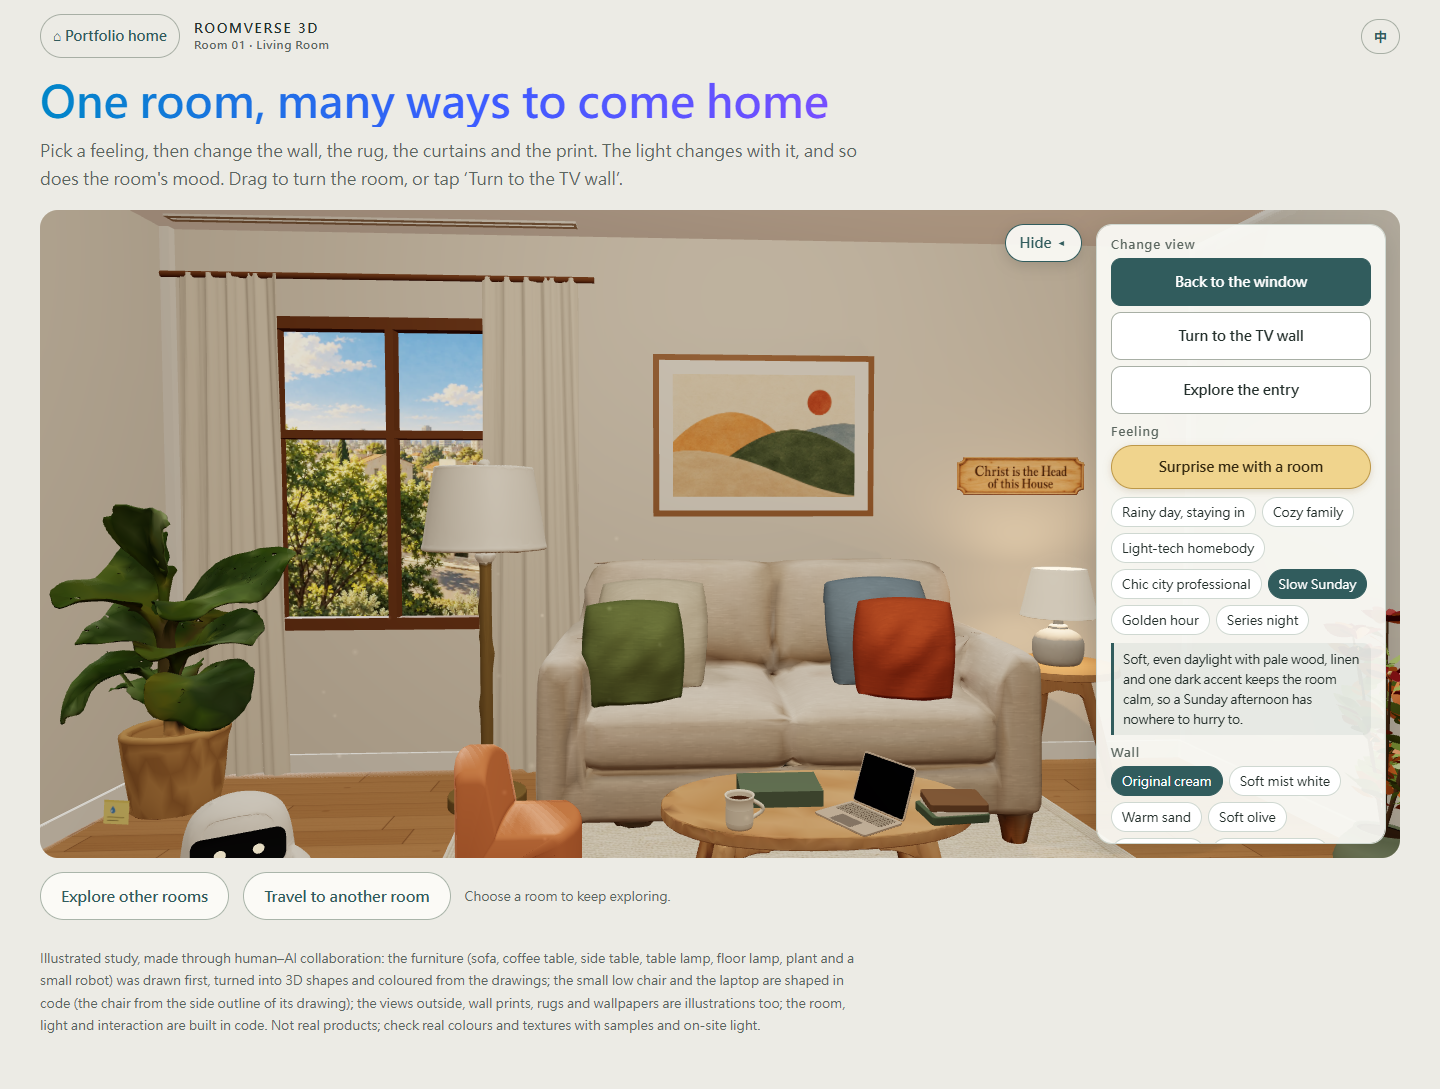 ⌂ Portfolio home
ROOMVERSE 3D
Room 01 · Living Room
中
One room, many ways to come home
Pick a feeling, then change the wall, the rug, the curtains and the print. The light changes with it, and so
does the room's mood. Drag to turn the room, or tap ‘Turn to the TV wall’.
Hide ◂
Change view
Back to the window
Turn to the TV wall
Explore the entry
Feeling
Surprise me with a room
Rainy day, staying in
Cozy family
Light-tech homebody
Chic city professional
Slow Sunday
Golden hour
Series night
Soft, even daylight with pale wood, linen
and one dark accent keeps the room
calm, so a Sunday afternoon has
nowhere to hurry to.
Wall
Original cream
Soft mist white
Warm sand
Soft olive
Christ is the Head
of this House
Explore other rooms
Travel to another room
Choose a room to keep exploring.
Illustrated study, made through human–AI collaboration: the furniture (sofa, coffee table, side table, table lamp, floor lamp, plant and a
small robot) was drawn first, turned into 3D shapes and coloured from the drawings; the small low chair and the laptop are shaped in
code (the chair from the side outline of its drawing); the views outside, wall prints, rugs and wallpapers are illustrations too; the room,
light and interaction are built in code. Not real products; check real colours and textures with samples and on-site light.